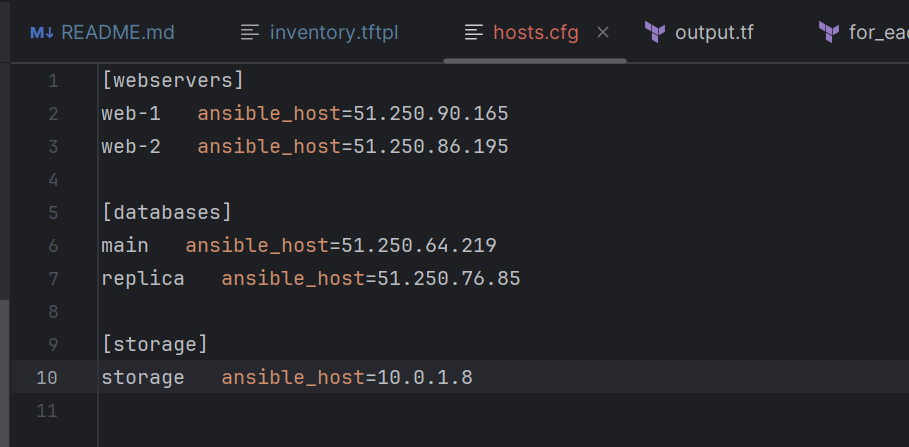 README.md inventory.tftpl hosts.cfg output.tf
1 [webservers]
2 web-1 ansible_host=51.250.90.165
3 web-2 ansible_host=51.250.86.195
4
5 [databases]
6 main ansible_host=51.250.64.219
7 replica ansible_host=51.250.76.85
8
9 [storage]
10 storage ansible_host=10.0.1.8
11